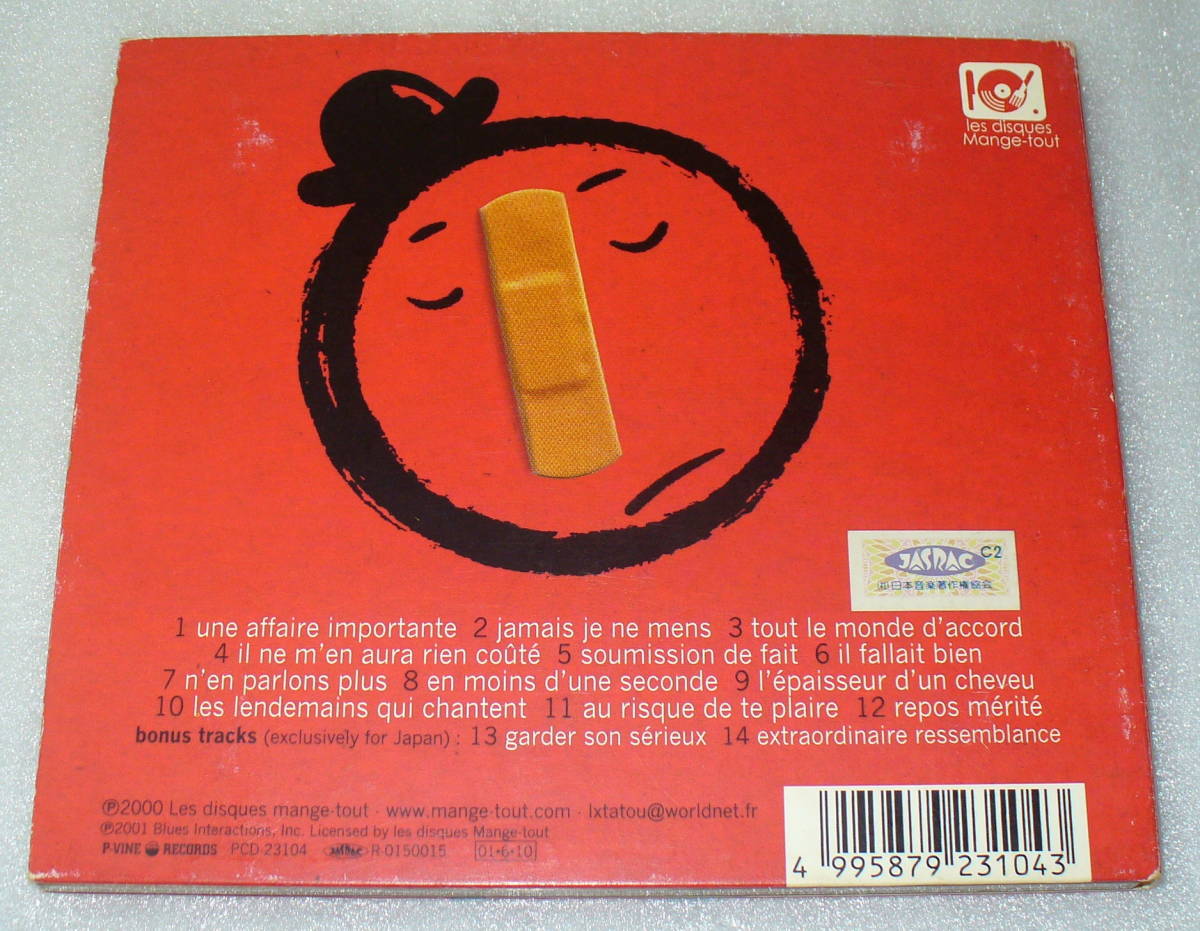 les disques
Mange-tout
JASRAC C2
㈳日本音楽著作権協会
1 une affaire importante 2 jamais je ne mens 3 tout le monde d'accord
4 il ne m'en aura rien coûté 5 soumission de fait 6 il fallait bien
7 n'en parlons plus 8 en moins d'une seconde 9 l'épaisseur d'un cheveu
10 les lendemains qui chantent 11 au risque de te plaire 12 repos mérité
bonus tracks (exclusively for Japan) : 13 garder son sérieux 14 extraordinaire ressemblance
℗2000 Les disques mange-tout · www.mange-tout.com · lxtatou@worldnet.fr
℗2001 Blues Interactions, Inc. Licensed by les disques Mange-tout
P-VINE RECORDS PCD-23104 JASRAC R-0150015 01·6·10
4 995879 231043